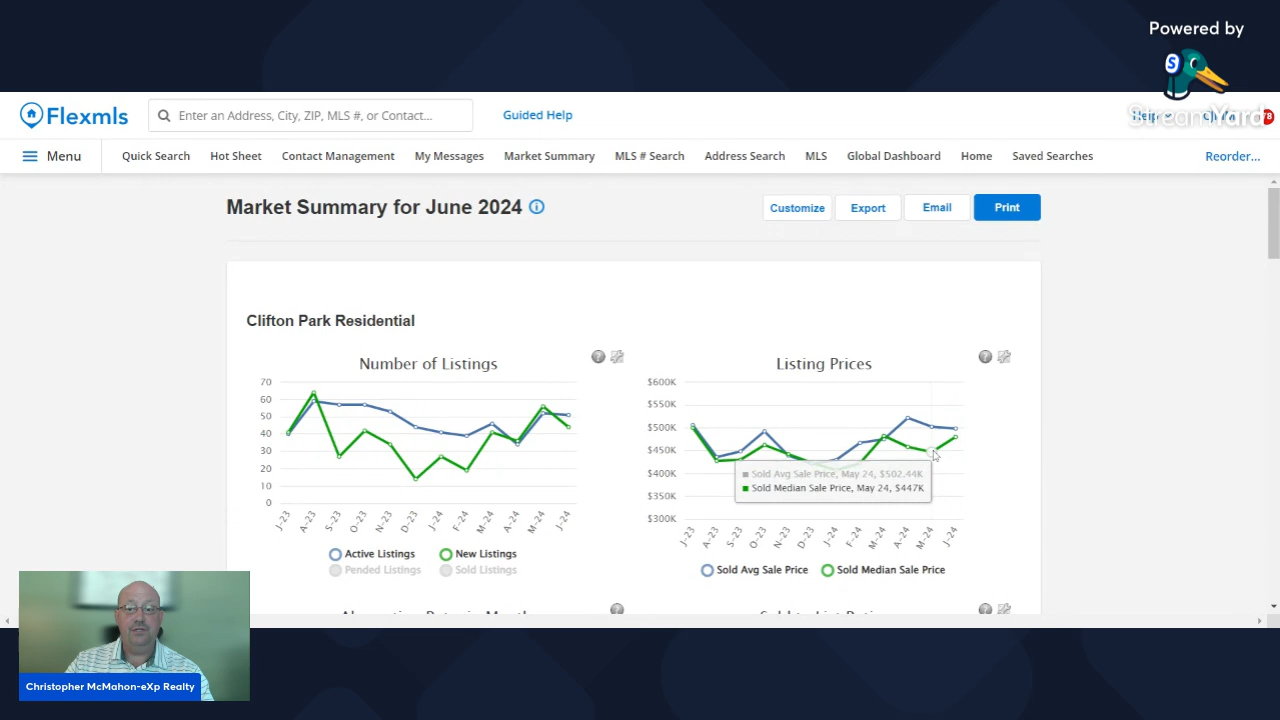 Powered by
StreamYard
Flexmls
Enter an Address, City, ZIP, MLS #, or Contact...
Guided Help
Help
78
Menu
Quick Search
Hot Sheet
Contact Management
My Messages
Market Summary
MLS # Search
Address Search
MLS
Global Dashboard
Home
Saved Searches
Reorder...
Market Summary for June 2024
Customize
Export
Email
Print
Clifton Park Residential
Number of Listings
70
60
50
40
30
20
10
0
J-23
A-23
S-23
O-23
N-23
D-23
J-24
F-24
M-24
A-24
M-24
J-24
Active Listings
New Listings
Pended Listings
Sold Listings
Listing Prices
$600K
$550K
$500K
$450K
$400K
$350K
$300K
Sold Avg Sale Price, May 24, $502.44K
Sold Median Sale Price, May 24, $447K
J-23
A-23
S-23
O-23
N-23
D-23
J-24
F-24
M-24
A-24
M-24
J-24
Sold Avg Sale Price
Sold Median Sale Price
Christopher McMahon-eXp Realty